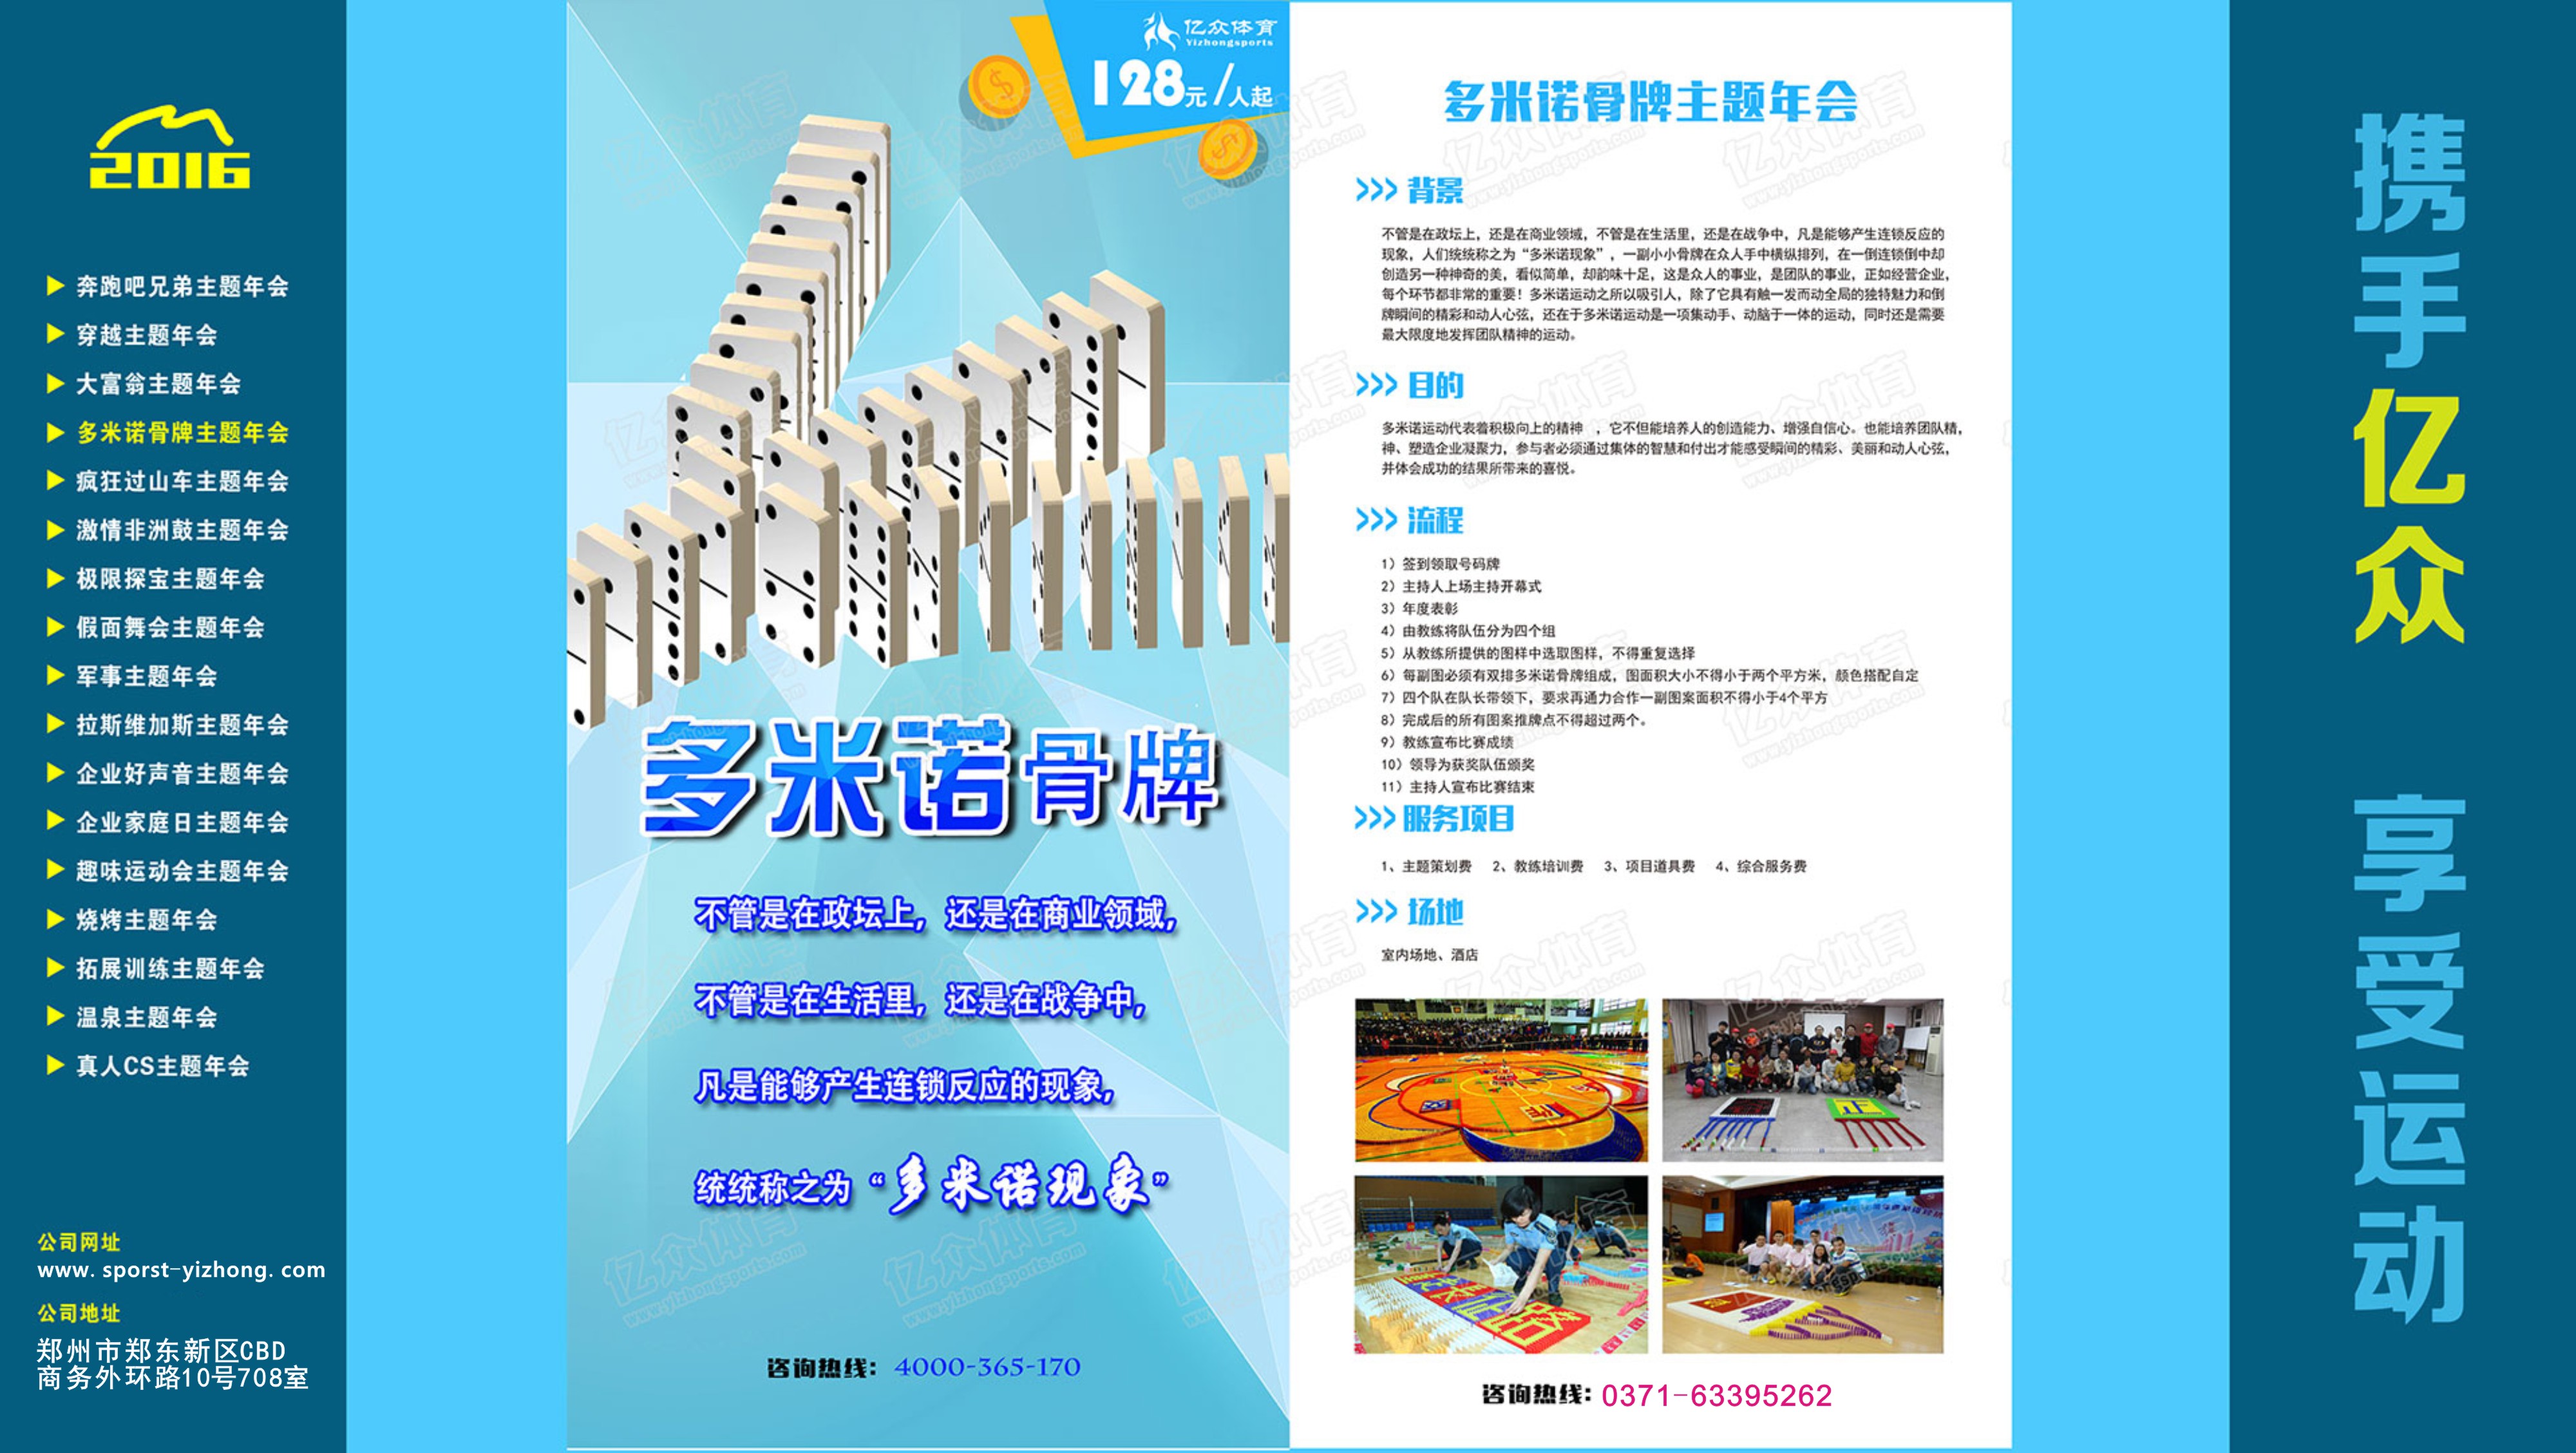 2016
奔跑吧兄弟主题年会
穿越主题年会
大富翁主题年会
多米诺骨牌主题年会
疯狂过山车主题年会
激情非洲鼓主题年会
极限探宝主题年会
假面舞会主题年会
军事主题年会
拉斯维加斯主题年会
企业好声音主题年会
企业家庭日主题年会
趣味运动会主题年会
烧烤主题年会
拓展训练主题年会
温泉主题年会
真人CS主题年会
公司网址
www.sporst-yizhong.com
公司地址
郑州市郑东新区CBD
商务外环路10号708室
亿众体育
Yizhongsports
128元/人起
多米诺骨牌
不管是在政坛上，还是在商业领域，
不管是在生活里，还是在战争中，
凡是能够产生连锁反应的现象，
统统称之为“多米诺现象”
咨询热线：4000-365-170
多米诺骨牌主题年会
>>> 背景
不管是在政坛上，还是在商业领域，不管是在生活里，还是在战争中，凡是能够产生连锁反应的
现象，人们统统称之为“多米诺现象”，一副小小骨牌在众人手中横纵排列，在一倒连锁倒中却
创造另一种神奇的美，看似简单，却韵味十足，这是众人的事业，是团队的事业，正如经营企业，
每个环节都非常的重要！多米诺运动之所以吸引人，除了它具有触一发而动全局的独特魅力和倒
牌瞬间的精彩和动人心弦，还在于多米诺运动是一项集动手、动脑于一体的运动，同时还是需要
最大限度地发挥团队精神的运动。
>>> 目的
多米诺运动代表着积极向上的精神 ，它不但能培养人的创造能力、增强自信心。也能培养团队精，
神、塑造企业凝聚力，参与者必须通过集体的智慧和付出才能感受瞬间的精彩、美丽和动人心弦，
并体会成功的结果所带来的喜悦。
>>> 流程
1）签到领取号码牌
2）主持人上场主持开幕式
3）年度表彰
4）由教练将队伍分为四个组
5）从教练所提供的图样中选取图样，不得重复选择
6）每副图必须有双排多米诺骨牌组成，图面积大小不得小于两个平方米，颜色搭配自定
7）四个队在队长带领下，要求再通力合作一副图案面积不得小于4个平方
8）完成后的所有图案推牌点不得超过两个。
9）教练宣布比赛成绩
10）领导为获奖队伍颁奖
11）主持人宣布比赛结束
>>> 服务项目
1、主题策划费 2、教练培训费 3、项目道具费 4、综合服务费
>>> 场地
室内场地、酒店
咨询热线：0371-63395262
携手亿众 享受运动
亿众体育
www.yizhongsports.com